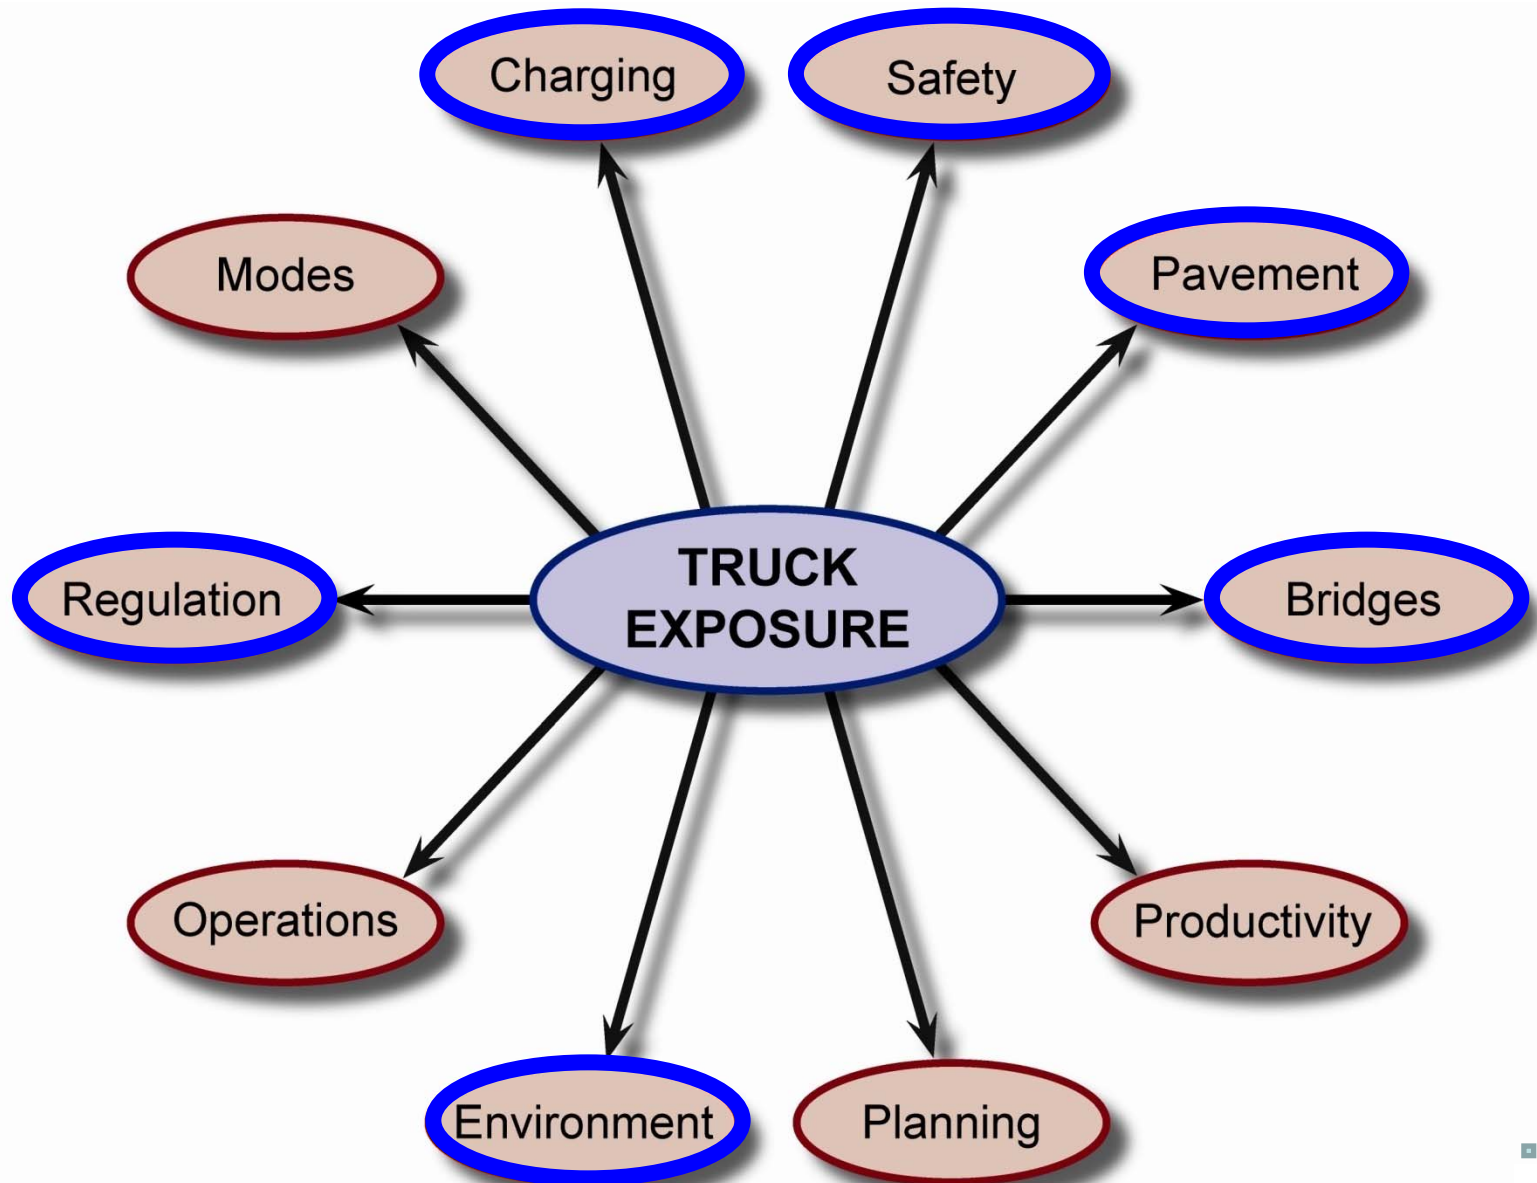 Charging
Safety
Modes
Pavement
TRUCK
EXPOSURE
Regulation
Bridges
Operations
Productivity
Environment
Planning